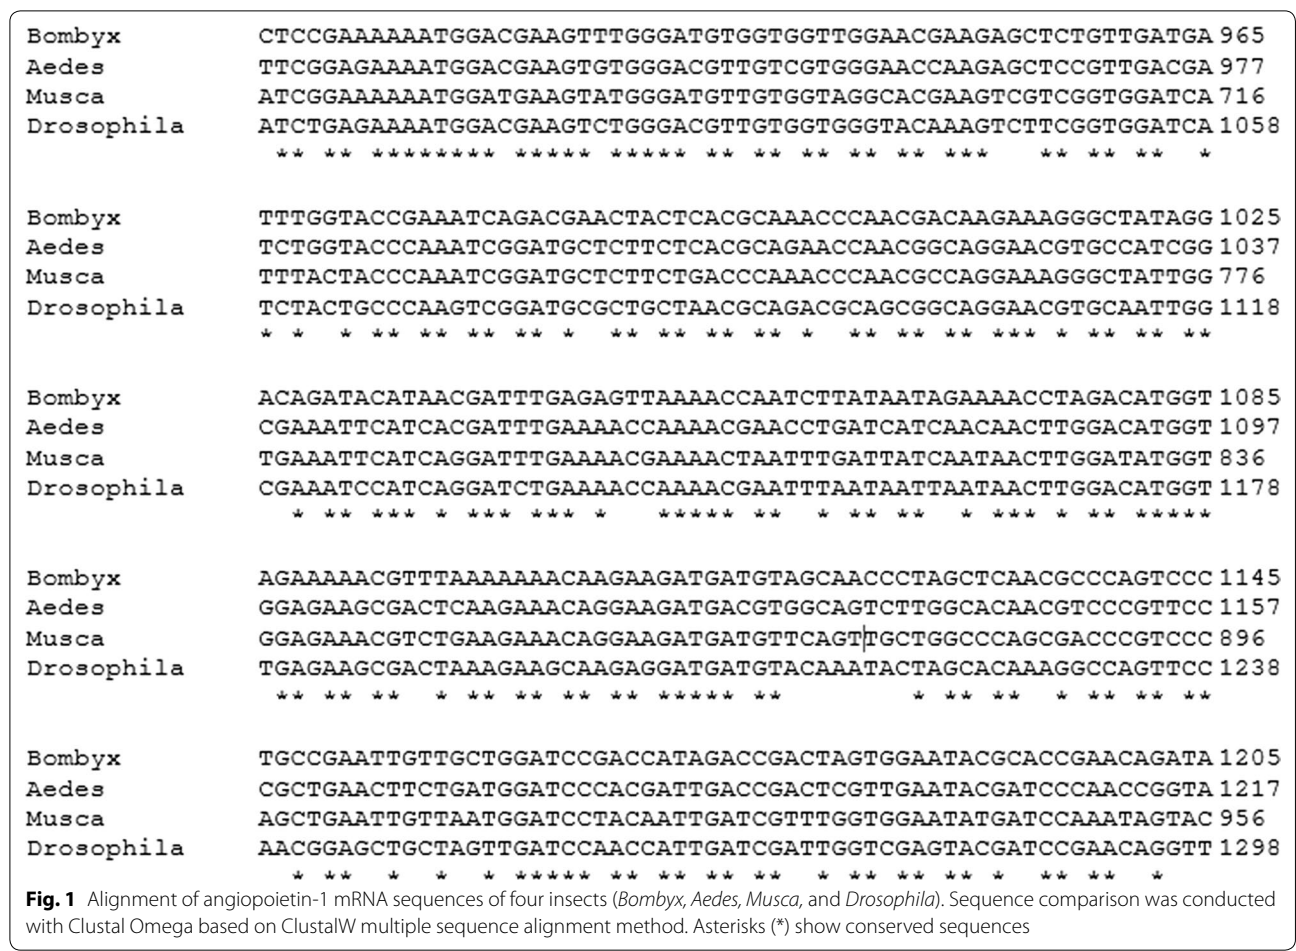 Bombyx CTCCGAAAAAATGGACGAAGTTTGGGATGTGGTGGTTGGAACGAAGAGCTCTGTTGATGA 965
Aedes TTCGGAGAAAATGGACGAAGTGTGGGACGTTGTCGTGGGAACCAAGAGCTCCGTTGACGA 977
Musca ATCGGAAAAAATGGATGAAGTATGGGATGTTGTGGTAGGCACGAAGTCGTCGGTGGATCA 716
Drosophila ATCTGAGAAAATGGACGAAGTCTGGGACGTTGTGGTGGGTACAAAGTCTTCGGTGGATCA 1058
** ** ******** ***** ***** ** ** ** ** ** *** ** ** ** *
Bombyx TTTGGTACCGAAATCAGACGAACTACTCACGCAAACCCAACGACAAGAAAGGGCTATAGG 1025
Aedes TCTGGTACCCAAATCGGATGCTCTTCTCACGCAGAACCAACGGCAGGAACGTGCCATCGG 1037
Musca TTTACTACCCAAATCGGATGCTCTTCTGACCCAAACCCAACGCCAGGAAAGGGCTATTGG 776
Drosophila TCTACTGCCCAAGTCGGATGCGCTGCTAACGCAGACGCAGCGGCAGGAACGTGCAATTGG 1118
* * * ** ** ** ** * ** ** ** ** * ** ** ** *** ** ** **
Bombyx ACAGATACATAACGATTTGAGAGTTAAAACCAATCTTATAATAGAAAACCTAGACATGGT 1085
Aedes CGAAATTCATCACGATTTGAAAACCAAAACGAACCTGATCATCAACAACTTGGACATGGT 1097
Musca TGAAATTCATCAGGATTTGAAAACGAAAACTAATTTGATTATCAATAACTTGGATATGGT 836
Drosophila CGAAATCCATCAGGATCTGAAAACCAAAACGAATTTAATAATTAATAACTTGGACATGGT 1178
* ** *** * *** *** * ***** ** * ** ** * *** * ** *****
Bombyx AGAAAAACGTTTAAAAAAACAAGAAGATGATGTAGCAACCCTAGCTCAACGCCCAGTCCC 1145
Aedes GGAGAAGCGACTCAAGAAACAGGAAGATGACGTGGCAGTCTTGGCACAACGTCCCGTTCC 1157
Musca GGAGAAACGTCTGAAGAAACAGGAAGATGATGTTCAGTTGCTGGCCCAGCGACCCGTCCC 896
Drosophila TGAGAAGCGACTAAAGAAGCAAGAGGATGATGTACAAATACTAGCACAAAGGCCAGTTCC 1238
** ** ** * ** ** ** ** ***** ** * ** ** * ** ** **
Bombyx TGCCGAATTGTTGCTGGATCCGACCATAGACCGACTAGTGGAATACGCACCGAACAGATA 1205
Aedes CGCTGAACTTCTGATGGATCCCACGATTGACCGACTCGTTGAATACGATCCCAACCGGTA 1217
Musca AGCTGAATTGTTAATGGATCCTACAATTGATCGTTTGGTGGAATATGATCCAAATAGTAC 956
Drosophila AACGGAGCTGCTAGTTGATCCAACCATTGATCGATTGGTCGAGTACGATCCGAACAGGTT 1298
* ** ** * * * ***** ** ** ** ** * ** ** ** * ** ** *
Fig. 1 Alignment of angiopoietin-1 mRNA sequences of four insects (Bombyx, Aedes, Musca, and Drosophila). Sequence comparison was conducted
with Clustal Omega based on ClustalW multiple sequence alignment method. Asterisks (*) show conserved sequences